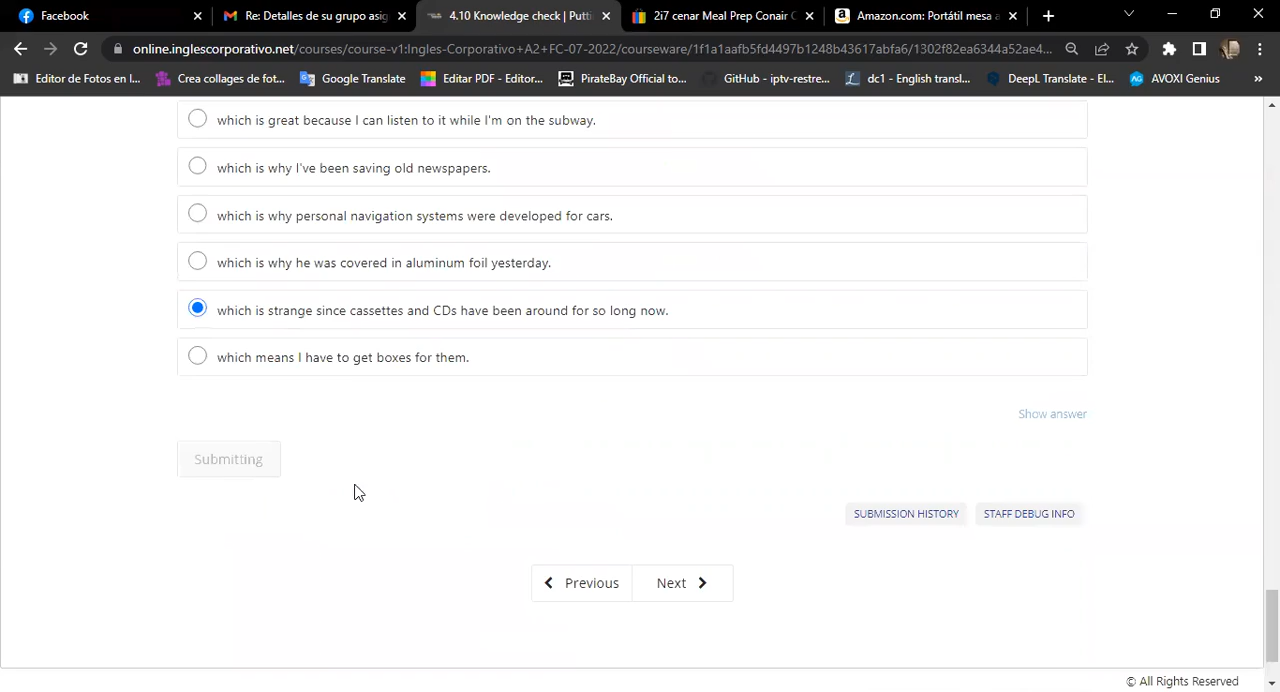 Facebook
Re: Detalles de su grupo asig
4.10 Knowledge check | Putti
2i7 cenar Meal Prep Conair C
Amazon.com: Portátil mesa a
online.inglescorporativo.net/courses/course-v1:Ingles-Corporativo+A2+FC-07-2022/courseware/1f1a1aafb5fd4497b1248b43617abfa6/1302f82ea6344a52ae4...
Editor de Fotos en l...
Crea collages de fot...
Google Translate
Editar PDF - Editor...
PirateBay Official to...
GitHub - iptv-restre...
dc1 - English transl...
DeepL Translate - El...
AVOXI Genius
»
which is great because I can listen to it while I'm on the subway.
which is why I've been saving old newspapers.
which is why personal navigation systems were developed for cars.
which is why he was covered in aluminum foil yesterday.
which is strange since cassettes and CDs have been around for so long now.
which means I have to get boxes for them.
Show answer
Submitting
SUBMISSION HISTORY
STAFF DEBUG INFO
Previous
Next
© All Rights Reserved